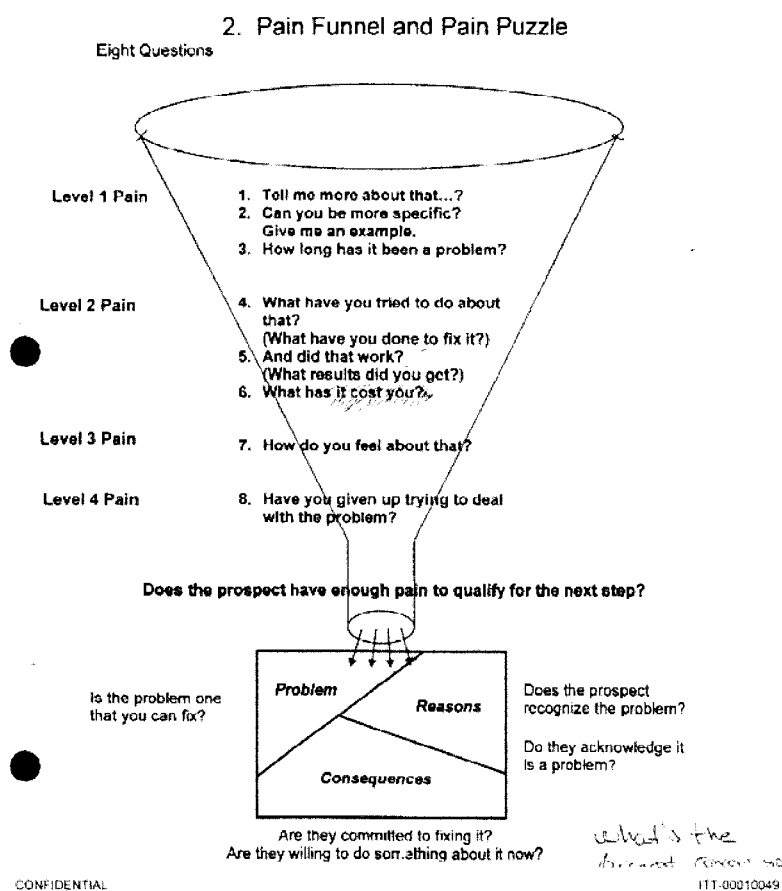 2. Pain Funnel and Pain Puzzle
Eight Questions
Level 1 Pain
1. Tell me more about that...?
2. Can you be more specific?
Give me an example.
3. How long has it been a problem?
Level 2 Pain
4. What have you tried to do about
that?
(What have you done to fix it?)
5. And did that work?
(What results did you get?)
6. What has it cost you?
Level 3 Pain
7. How do you feel about that?
Level 4 Pain
8. Have you given up trying to deal
with the problem?
Does the prospect have enough pain to qualify for the next step?
Problem
Reasons
Consequences
Is the problem one
that you can fix?
Does the prospect
recognize the problem?
Do they acknowledge it
is a problem?
Are they committed to fixing it?
Are they willing to do something about it now?
what's the
CONFIDENTIAL
ITT-00010049